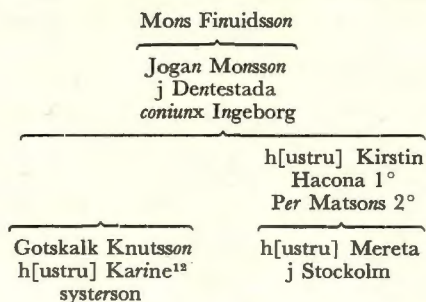 Mons Finuidsson
Jogan Monsson
j Dentestada
coniunx Ingeborg
h[ustru] Kirstin
Hacona 1°
Per Matsons 2°
Gotskalk Knutsson
h[ustru] Karine¹²
systerson
h[ustru] Mereta
j Stockolm